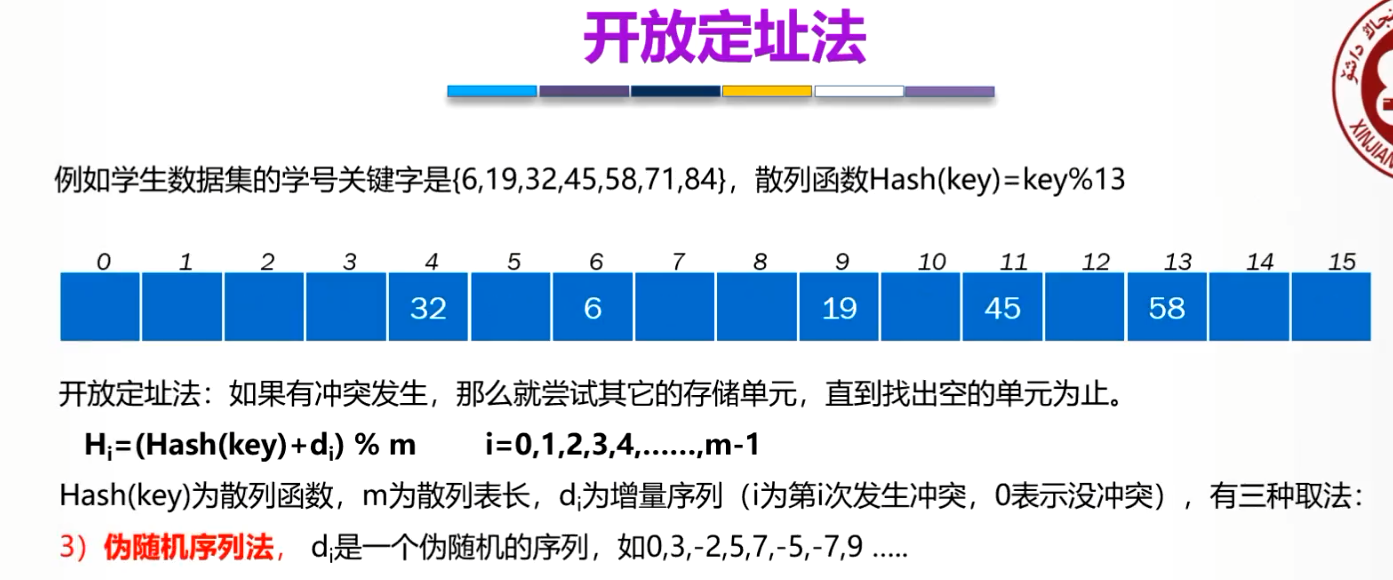 开放定址法
例如学生数据集的学号关键字是{6,19,32,45,58,71,84}，散列函数Hash(key)=key%13
0 1 2 3 4 5 6 7 8 9 10 11 12 13 14 15
32 6 19 45 58
开放定址法：如果有冲突发生，那么就尝试其它的存储单元，直到找出空的单元为止。
Hi=(Hash(key)+di) % m i=0,1,2,3,4,……,m-1
Hash(key)为散列函数，m为散列表长，di为增量序列（i为第i次发生冲突，0表示没冲突）,有三种取法：
3）伪随机序列法， di是一个伪随机的序列，如0,3,-2,5,7,-5,-7,9 .....